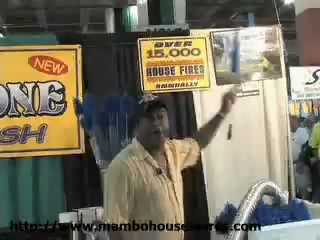 NEW
ONE
SH
OVER
15,000
HOUSE FIRES
ANNUALLY
S
http://www.mambohousewares.com